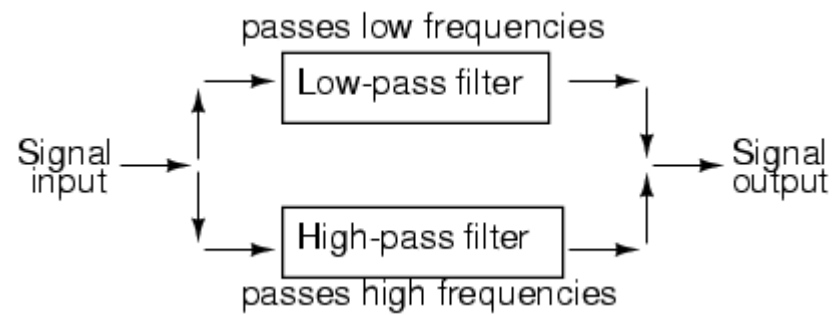 passes low frequencies
Low-pass filter
Signal
input
Signal
output
High-pass filter
passes high frequencies